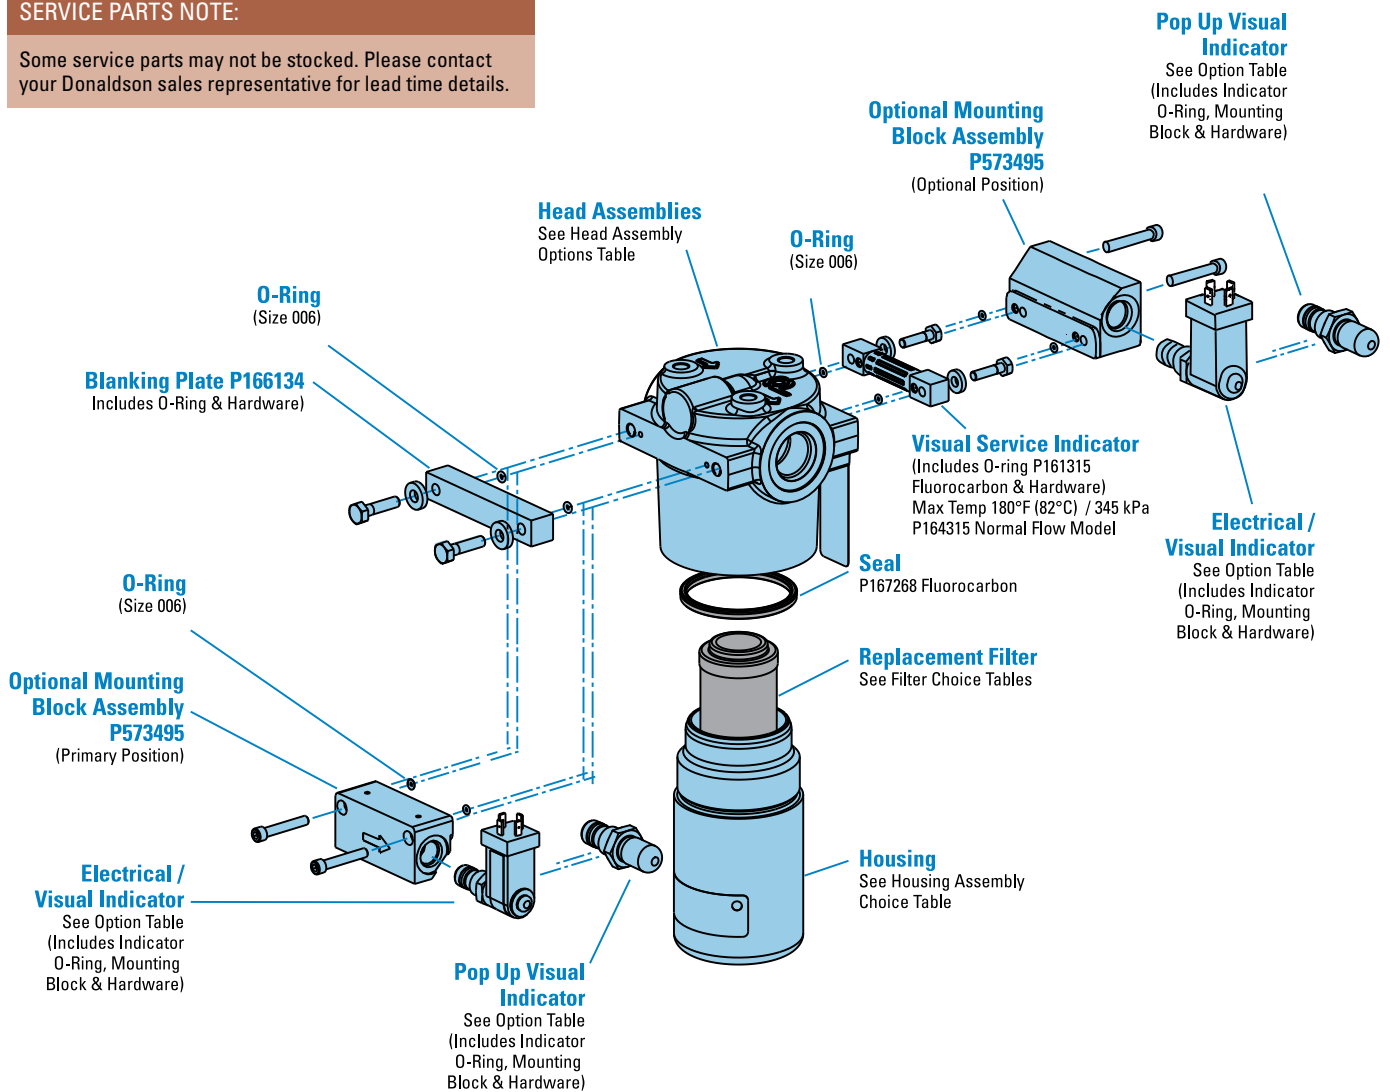 SERVICE PARTS NOTE:
Some service parts may not be stocked. Please contact
your Donaldson sales representative for lead time details.
Pop Up Visual
Indicator
See Option Table
(Includes Indicator
O-Ring, Mounting
Block & Hardware)
Optional Mounting
Block Assembly
P573495
(Optional Position)
Head Assemblies
See Head Assembly
Options Table
O-Ring
(Size 006)
O-Ring
(Size 006)
Blanking Plate P166134
Includes O-Ring & Hardware)
Visual Service Indicator
(Includes O-ring P161315
Fluorocarbon & Hardware)
Max Temp 180°F (82°C) / 345 kPa
P164315 Normal Flow Model
Electrical /
Visual Indicator
See Option Table
(Includes Indicator
O-Ring, Mounting
Block & Hardware)
Seal
P167268 Fluorocarbon
O-Ring
(Size 006)
Replacement Filter
See Filter Choice Tables
Optional Mounting
Block Assembly
P573495
(Primary Position)
Housing
See Housing Assembly
Choice Table
Electrical /
Visual Indicator
See Option Table
(Includes Indicator
O-Ring, Mounting
Block & Hardware)
Pop Up Visual
Indicator
See Option Table
(Includes Indicator
O-Ring, Mounting
Block & Hardware)